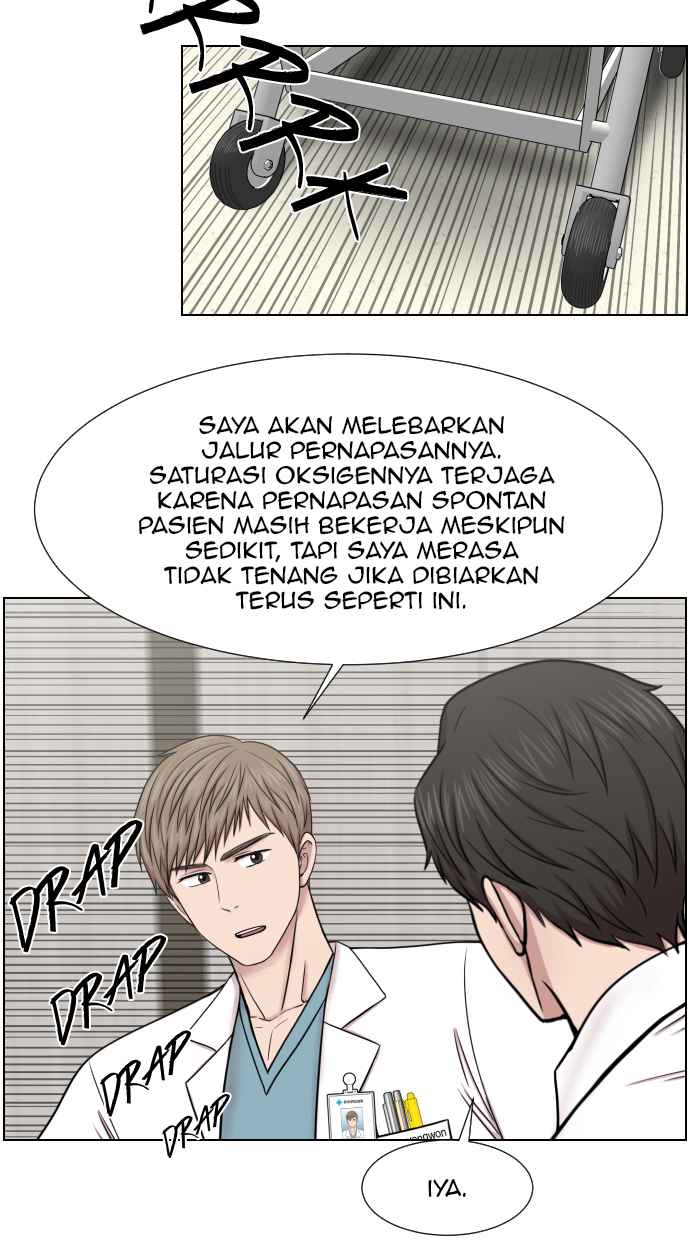 RRRK
SAYA AKAN MELEBARKAN
JALUR PERNAPASANNYA.
SATURASI OKSIGENNYA TERJAGA
KARENA PERNAPASAN SPONTAN
PASIEN MASIH BEKERJA MESKIPUN
SEDIKIT, TAPI SAYA MERASA
TIDAK TENANG JIKA DIBIARKAN
TERUS SEPERTI INI.
DRAP
DRAP
DRAP
DRAP
IYA.